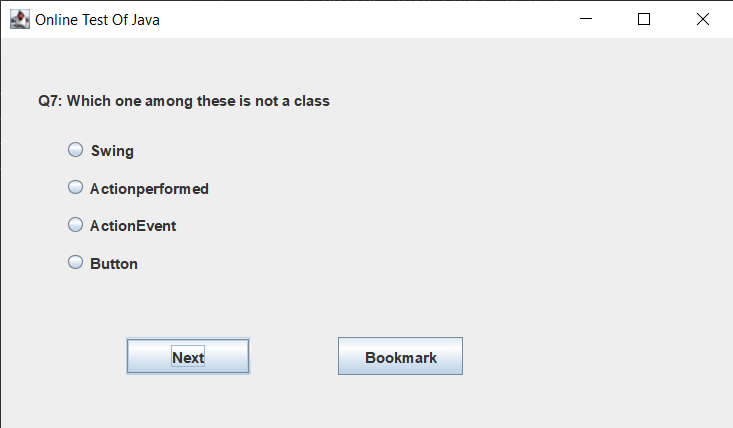 Online Test Of Java
Q7: Which one among these is not a class
Swing
Actionperformed
ActionEvent
Button
Next
Bookmark